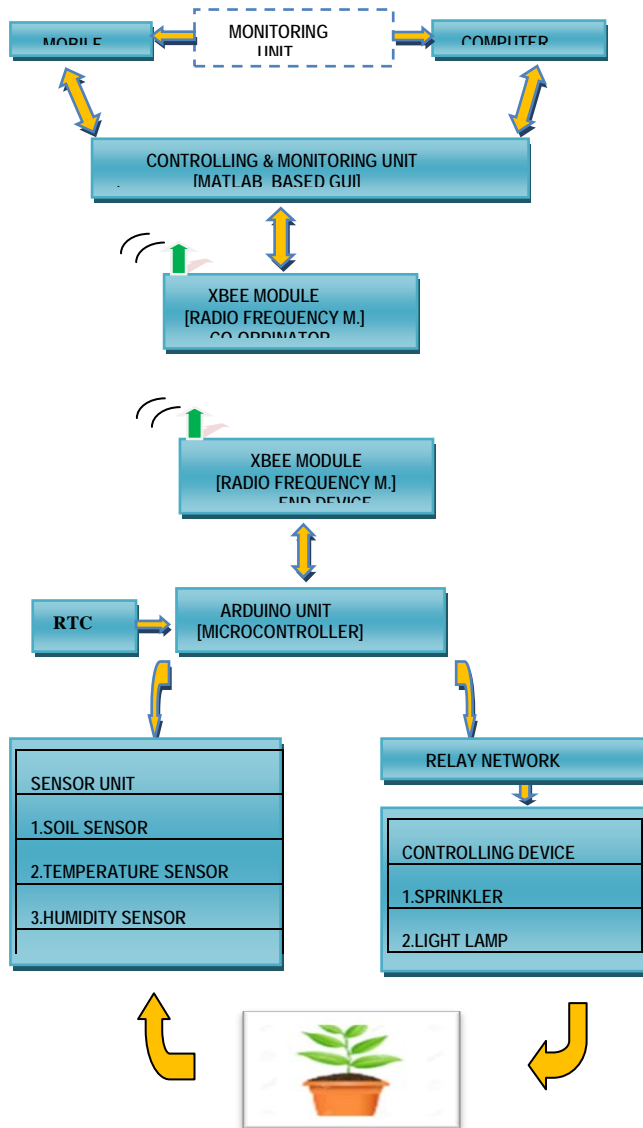 MONITORING
UNIT
MOBILE
COMPUTER
CONTROLLING & MONITORING UNIT
[MATLAB BASED GUI]
XBEE MODULE
[RADIO FREQUENCY M.]
CO-ORDINATOR
XBEE MODULE
[RADIO FREQUENCY M.]
END DEVICE
RTC
ARDUINO UNIT
[MICROCONTROLLER]
SENSOR UNIT
1.SOIL SENSOR
2.TEMPERATURE SENSOR
3.HUMIDITY SENSOR
RELAY NETWORK
CONTROLLING DEVICE
1.SPRINKLER
2.LIGHT LAMP